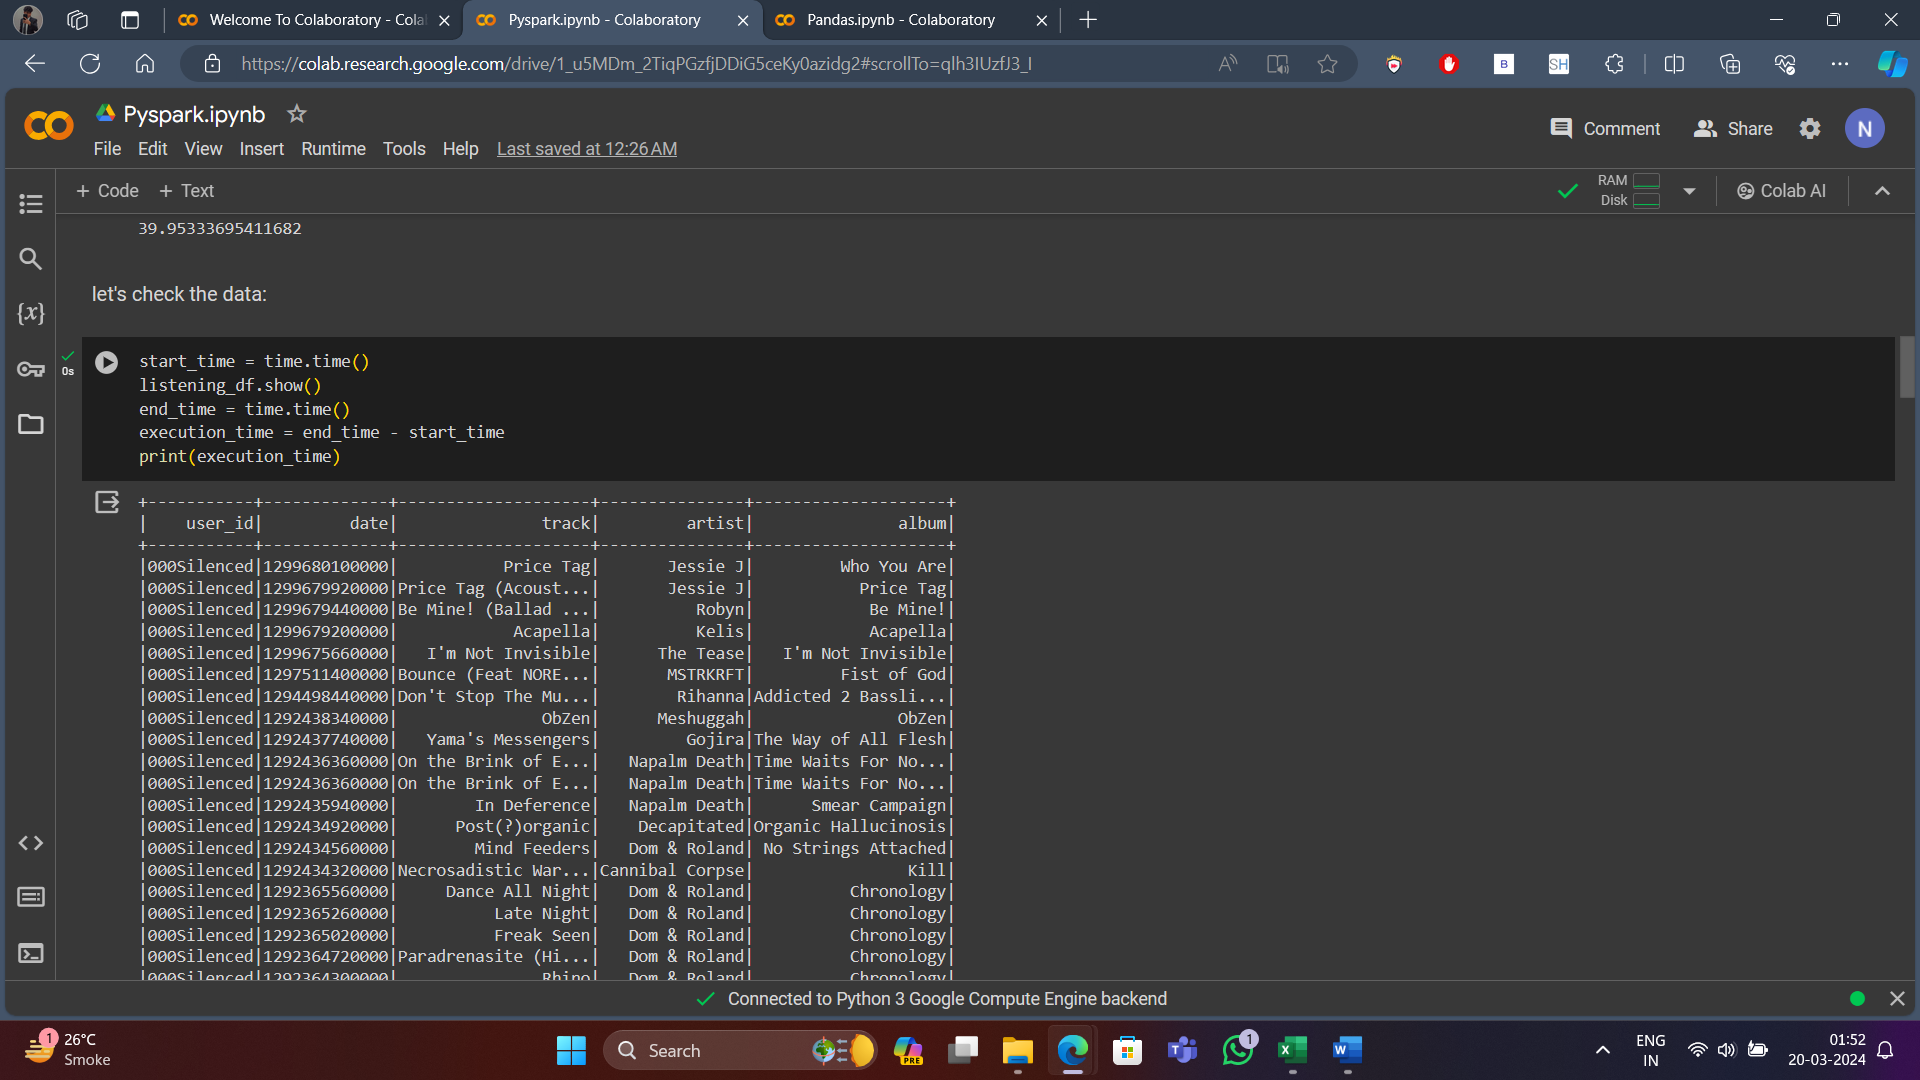 Welcome To Colaboratory - Cola
Pyspark.ipynb - Colaboratory
Pandas.ipynb - Colaboratory
https://colab.research.google.com/drive/1_u5MDm_2TiqPGzfjDDiG5ceKy0azidg2#scrollTo=qIh3IUzfJ3_I
Pyspark.ipynb
Comment
Share
N
File Edit View Insert Runtime Tools Help Last saved at 12:26 AM
+ Code + Text
RAM
Disk
Colab AI
39.95333695411682
let's check the data:
0s
start_time = time.time()
listening_df.show()
end_time = time.time()
execution_time = end_time - start_time
print(execution_time)
+-----------+-------------+--------------------+---------------+--------------------+
|    user_id|         date|               track|         artist|               album|
+-----------+-------------+--------------------+---------------+--------------------+
|000Silenced|1299680100000|           Price Tag|       Jessie J|         Who You Are|
|000Silenced|1299679920000|Price Tag (Acoust...|       Jessie J|           Price Tag|
|000Silenced|1299679440000|Be Mine! (Ballad ...|          Robyn|            Be Mine!|
|000Silenced|1299679200000|            Acapella|          Kelis|            Acapella|
|000Silenced|1299675660000|   I'm Not Invisible|      The Tease|   I'm Not Invisible|
|000Silenced|1297511400000|Bounce (Feat NORE...|       MSTRKRFT|         Fist of God|
|000Silenced|1294498440000|Don't Stop The Mu...|        Rihanna|Addicted 2 Bassli...|
|000Silenced|1292438340000|               ObZen|      Meshuggah|               ObZen|
|000Silenced|1292437740000|   Yama's Messengers|         Gojira|The Way of All Flesh|
|000Silenced|1292436360000|On the Brink of E...|   Napalm Death|Time Waits For No...|
|000Silenced|1292436360000|On the Brink of E...|   Napalm Death|Time Waits For No...|
|000Silenced|1292435940000|        In Deference|   Napalm Death|      Smear Campaign|
|000Silenced|1292434920000|      Post(?)organic|    Decapitated|Organic Hallucinosis|
|000Silenced|1292434560000|        Mind Feeders|   Dom & Roland| No Strings Attached|
|000Silenced|1292434320000|Necrosadistic War...|Cannibal Corpse|                Kill|
|000Silenced|1292365560000|     Dance All Night|   Dom & Roland|          Chronology|
|000Silenced|1292365260000|          Late Night|   Dom & Roland|          Chronology|
|000Silenced|1292365020000|          Freak Seen|   Dom & Roland|          Chronology|
|000Silenced|1292364720000|Paradrenasite (Hi...|   Dom & Roland|          Chronology|
|000Silenced|1292364300000|               Rhino|   Dom & Roland|          Chronology|
Connected to Python 3 Google Compute Engine backend
1
26°C
Smoke
Search
PRE
1
ENG
IN
01:52
20-03-2024